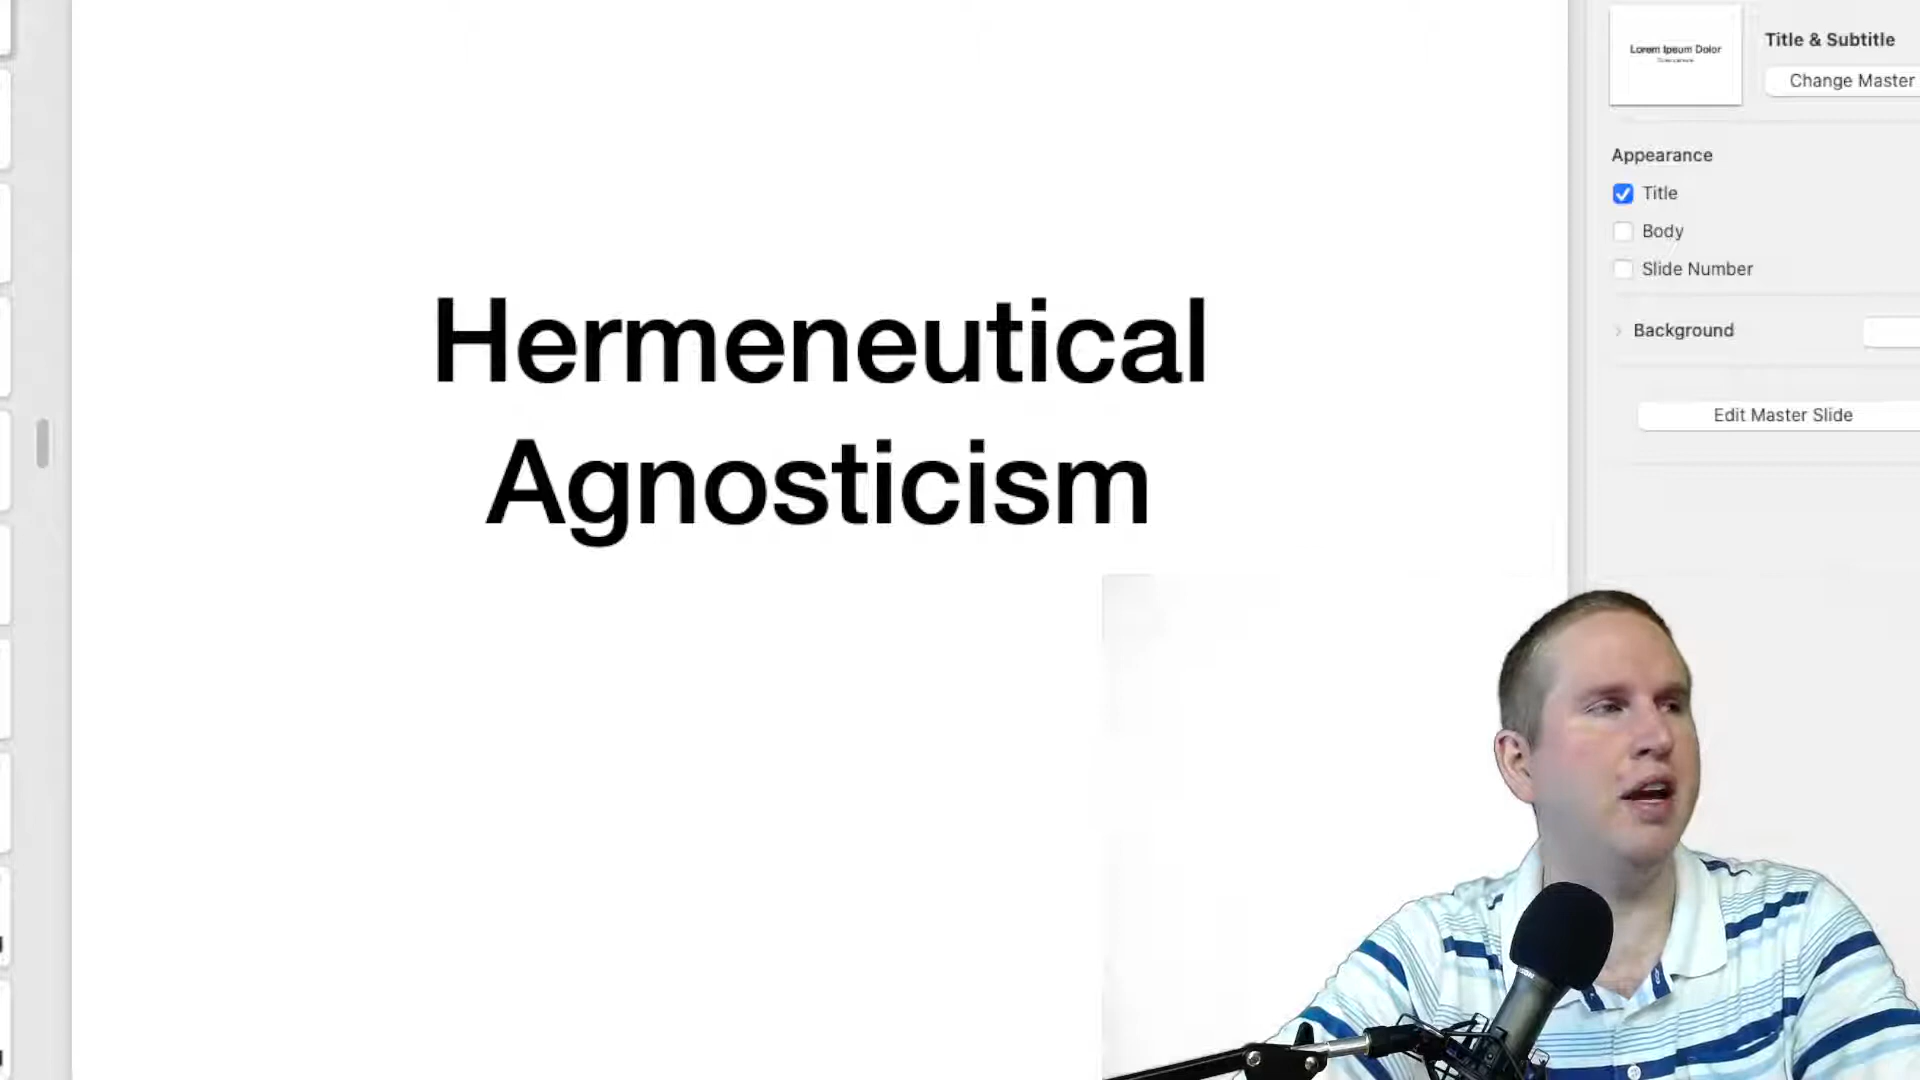 Lorem Ipsum Dolor
Title & Subtitle
Change Master
Appearance
Title
Body
Slide Number
Background
Edit Master Slide
Hermeneutical
Agnosticism